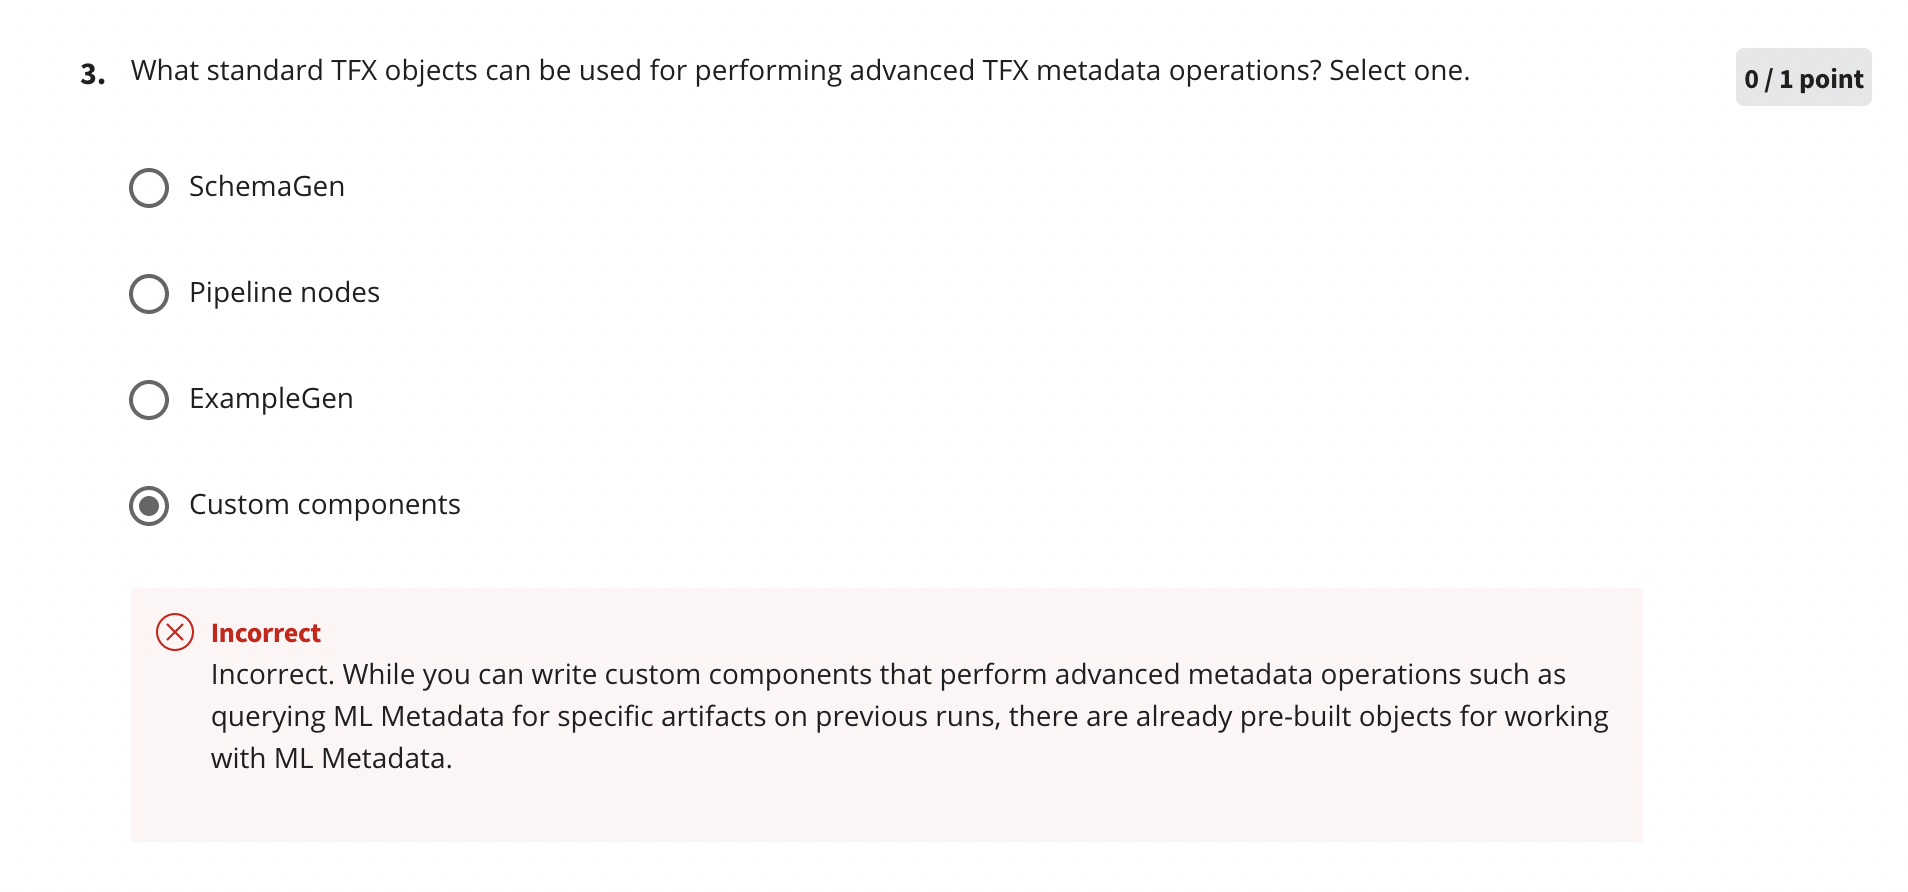 3. What standard TFX objects can be used for performing advanced TFX metadata operations? Select one.
0 / 1 point
SchemaGen
Pipeline nodes
ExampleGen
Custom components
Incorrect
Incorrect. While you can write custom components that perform advanced metadata operations such as
querying ML Metadata for specific artifacts on previous runs, there are already pre-built objects for working
with ML Metadata.